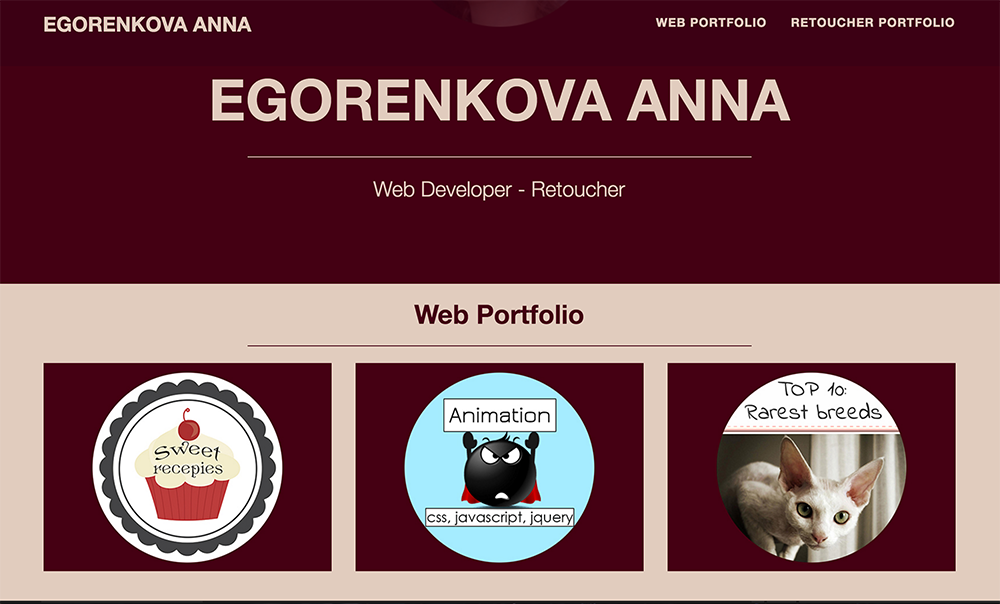 EGORENKOVA ANNA
WEB PORTFOLIO
RETOUCHER PORTFOLIO
EGORENKOVA ANNA
Web Developer - Retoucher
Web Portfolio
Sweet
recepies
Animation
css, javascript, jquery
TOP 10:
Rarest breeds